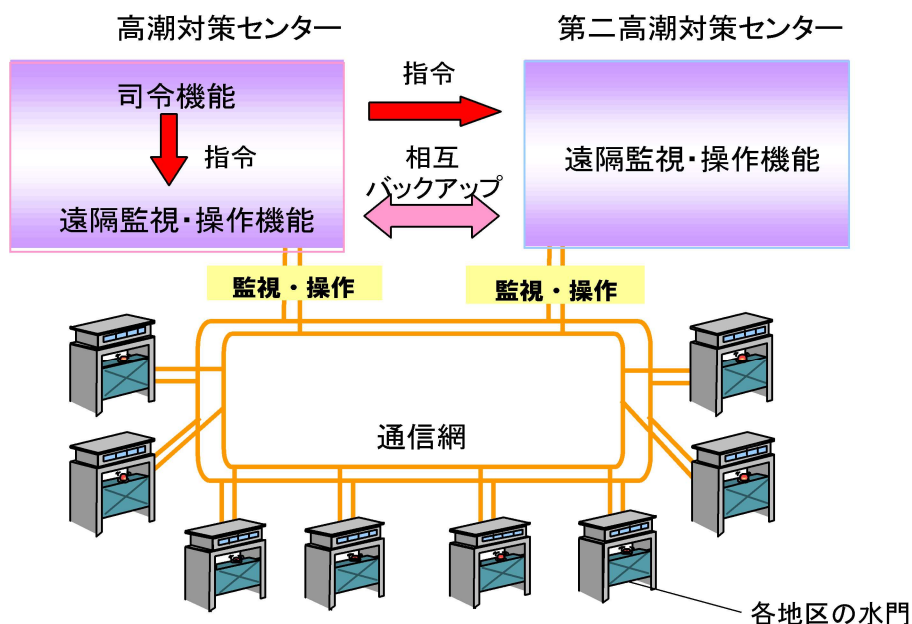 高潮対策センター
第二高潮対策センター
司令機能
指令
遠隔監視・操作機能
指令
相互
バックアップ
遠隔監視・操作機能
監視・操作
監視・操作
通信網
各地区の水門